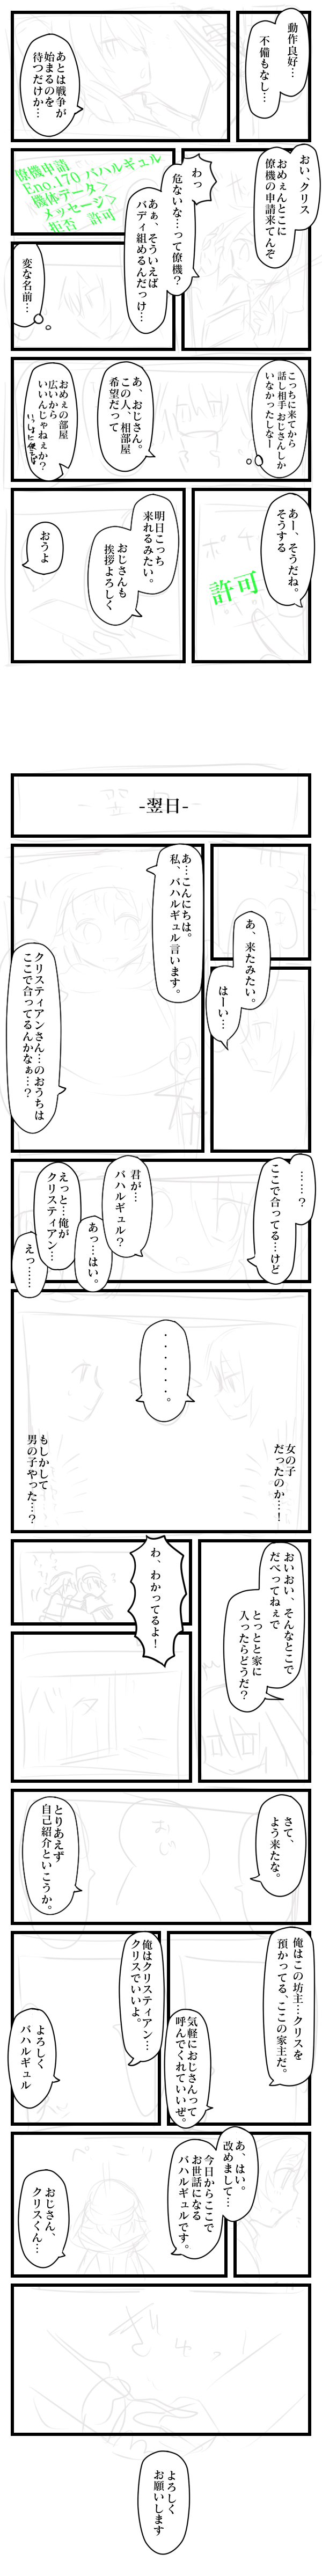 動作良好…
不備もなし…
あとは戦争が
始まるのを
待つだけか…
おい、クリス
おめぇんとこに
僚機の申請来てんぞ
わっ
危ないな…って僚機？
あぁ、そういえば
バディ組めるんだっけ…
僚機申請
Eno.170 バハルギュル
機体データ＞
メッセージ＞
拒否　許可
変な名前…
こっちに来てから
話し相手おじさんしか
いなかったしなー
あ、おじさん。
この人、相部屋
希望だって
おめぇの部屋
広いから
いいんじゃねぇか？
あー、そうだね。
そうする
許可
明日こっち
来れるみたい。
おじさんも
挨拶よろしく
おうよ
-翌日-
あ、来たみたい。
はーい…
あ…こんにちは。
私、バハルギュル言います。
クリスティアンさん…のおうちは
ここで合ってるんかなぁ…？
……？
ここで合ってる…けど
君が…
バハルギュル？
あっ…はい。
えっと…俺が
クリスティアン…
えっ……
・・・・・・。
女の子
だったのか…！
もしかして
男の子やった…？
おいおい、そんなとこで
だべってねぇで
とっとと家に
入ったらどうだ？
わ、わかってるよ！
さて、
よう来たな。
とりあえず
自己紹介といこうか。
俺はこの坊主…クリスを
預かってる、ここの家主だ。
気軽におじさんって
呼んでくれていいぜ。
俺はクリスティアン…
クリスでいいよ。
よろしく
バハルギュル
あ、はい。
改めまして…
今日からここで
お世話になる
バハルギュルです。
おじさん、
クリスくん…
よろしく
お願いします